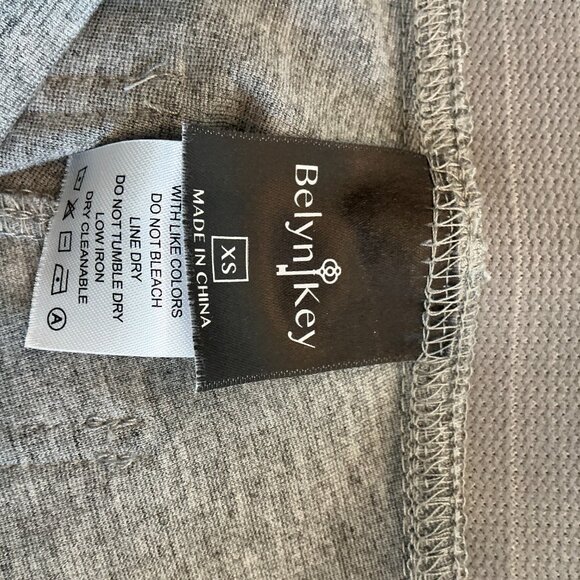 Belyn Key
XS
MADE IN CHINA
WITH LIKE COLORS
DO NOT BLEACH
LINE DRY
DO NOT TUMBLE DRY
LOW IRON
DRY CLEANABLE
A